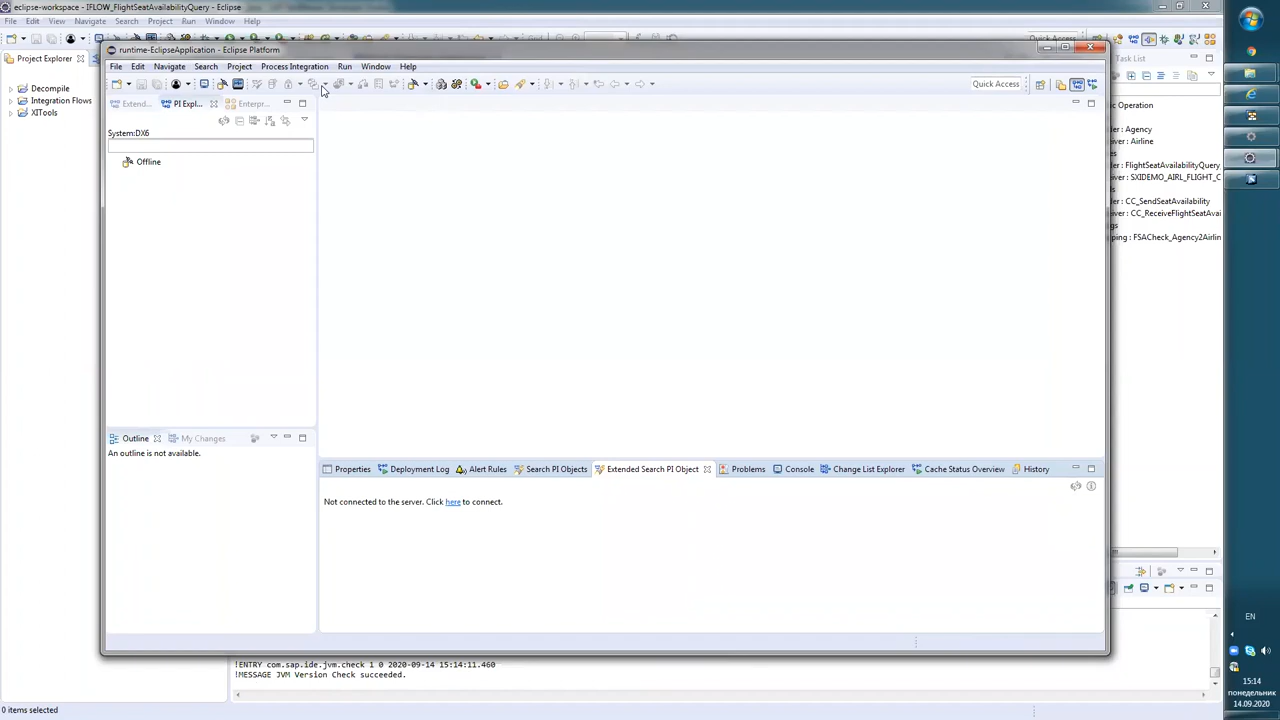 eclipse-workspace - IFLOW_FlightSeatAvailabilityQuery - Eclipse
File Edit View Navigate Search Project Run Window Help
Quick Access
Project Explorer
Decompile
Integration Flows
XITools
runtime-EclipseApplication - Eclipse Platform
File Edit Navigate Search Project Process Integration Run Window Help
Quick Access
Extend... PI Expl... Enterpr...
System:DX6
Offline
Outline My Changes
An outline is not available.
Properties Deployment Log Alert Rules Search PI Objects Extended Search PI Object Problems Console Change List Explorer Cache Status Overview History
Not connected to the server. Click here to connect.
Task List
Operation
: Agency
: Airline
: FlightSeatAvailabilityQuery
: SXIDEMO_AIRL_FLIGHT_C
: CC_SendSeatAvailability
: CC_ReceiveFlightSeatAvai
: FSACheck_Agency2Airlin
!ENTRY com.sap.ide.jvm.check 1 0 2020-09-14 15:14:11.460
!MESSAGE JVM Version Check succeeded.
0 items selected
EN
15:14
понедельник
14.09.2020